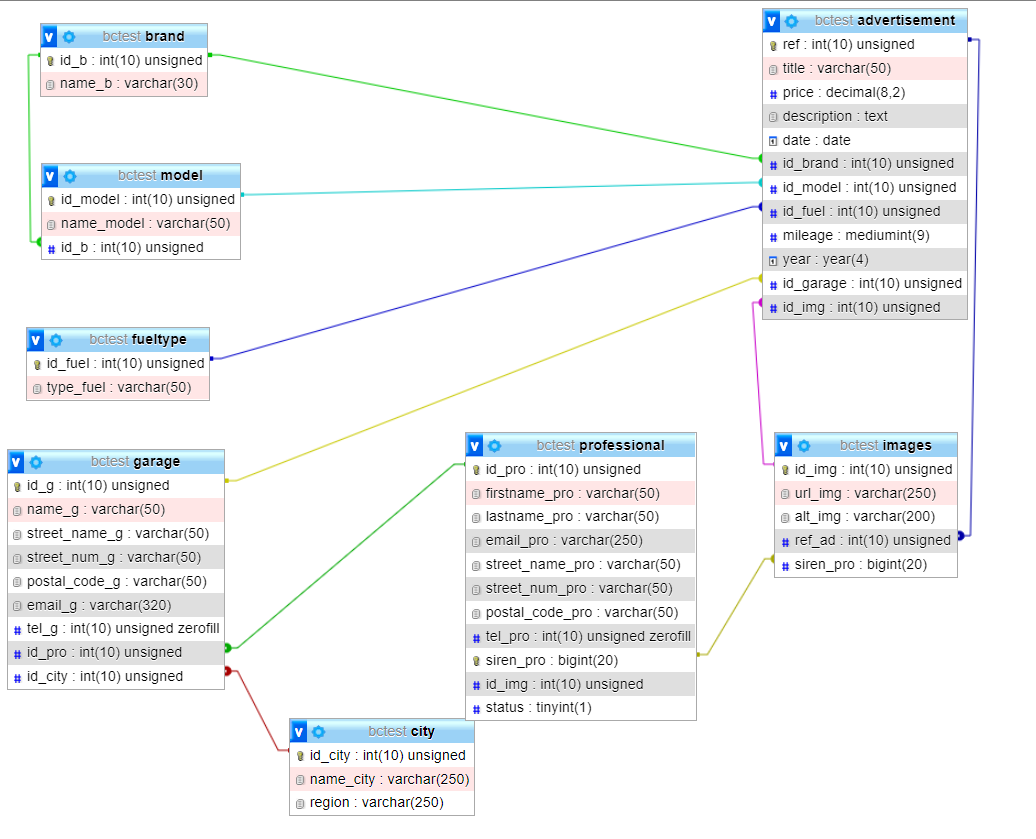 v bctest brand
id_b : int(10) unsigned
name_b : varchar(30)
v bctest model
id_model : int(10) unsigned
name_model : varchar(50)
# id_b : int(10) unsigned
v bctest fueltype
id_fuel : int(10) unsigned
type_fuel : varchar(50)
v bctest garage
id_g : int(10) unsigned
name_g : varchar(50)
street_name_g : varchar(50)
street_num_g : varchar(50)
postal_code_g : varchar(50)
email_g : varchar(320)
# tel_g : int(10) unsigned zerofill
# id_pro : int(10) unsigned
# id_city : int(10) unsigned
v bctest city
id_city : int(10) unsigned
name_city : varchar(250)
region : varchar(250)
v bctest professional
id_pro : int(10) unsigned
firstname_pro : varchar(50)
lastname_pro : varchar(50)
email_pro : varchar(250)
street_name_pro : varchar(50)
street_num_pro : varchar(50)
postal_code_pro : varchar(50)
# tel_pro : int(10) unsigned zerofill
siren_pro : bigint(20)
# id_img : int(10) unsigned
# status : tinyint(1)
v bctest advertisement
ref : int(10) unsigned
title : varchar(50)
# price : decimal(8,2)
description : text
date : date
# id_brand : int(10) unsigned
# id_model : int(10) unsigned
# id_fuel : int(10) unsigned
# mileage : mediumint(9)
year : year(4)
# id_garage : int(10) unsigned
# id_img : int(10) unsigned
v bctest images
id_img : int(10) unsigned
url_img : varchar(250)
alt_img : varchar(200)
# ref_ad : int(10) unsigned
# siren_pro : bigint(20)